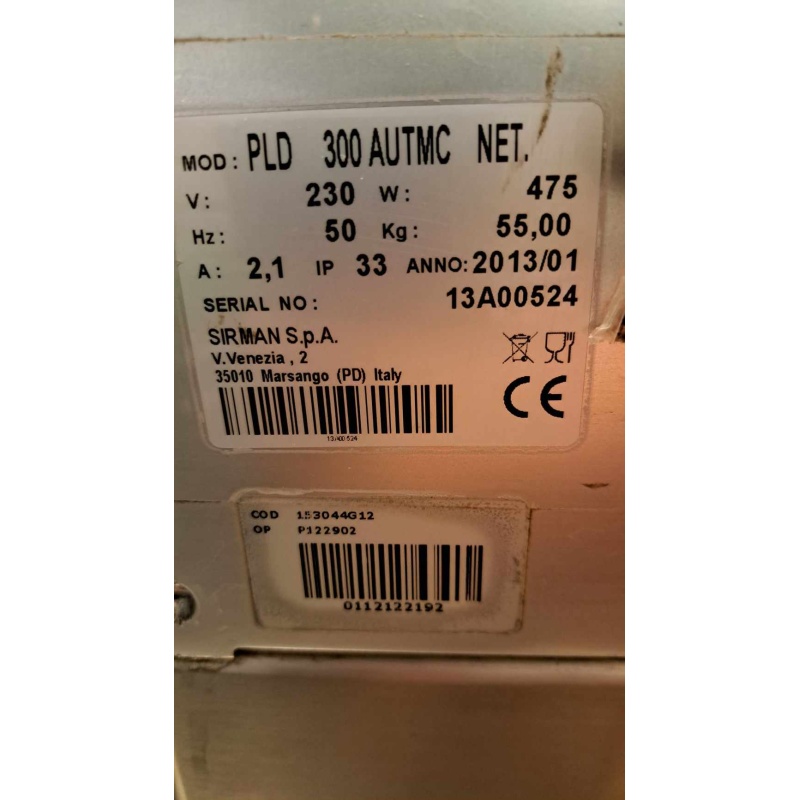 MOD: PLD 300 AUTMC NET.
V: 230 W: 475
Hz: 50 Kg: 55,00
A: 2,1 IP 33 ANNO: 2013/01
SERIAL NO: 13A00524
SIRMAN S.p.A.
V.Venezia , 2
35010 Marsango (PD) Italy
CE
13A00524
COD 153044G12
OP P122902
0112122192